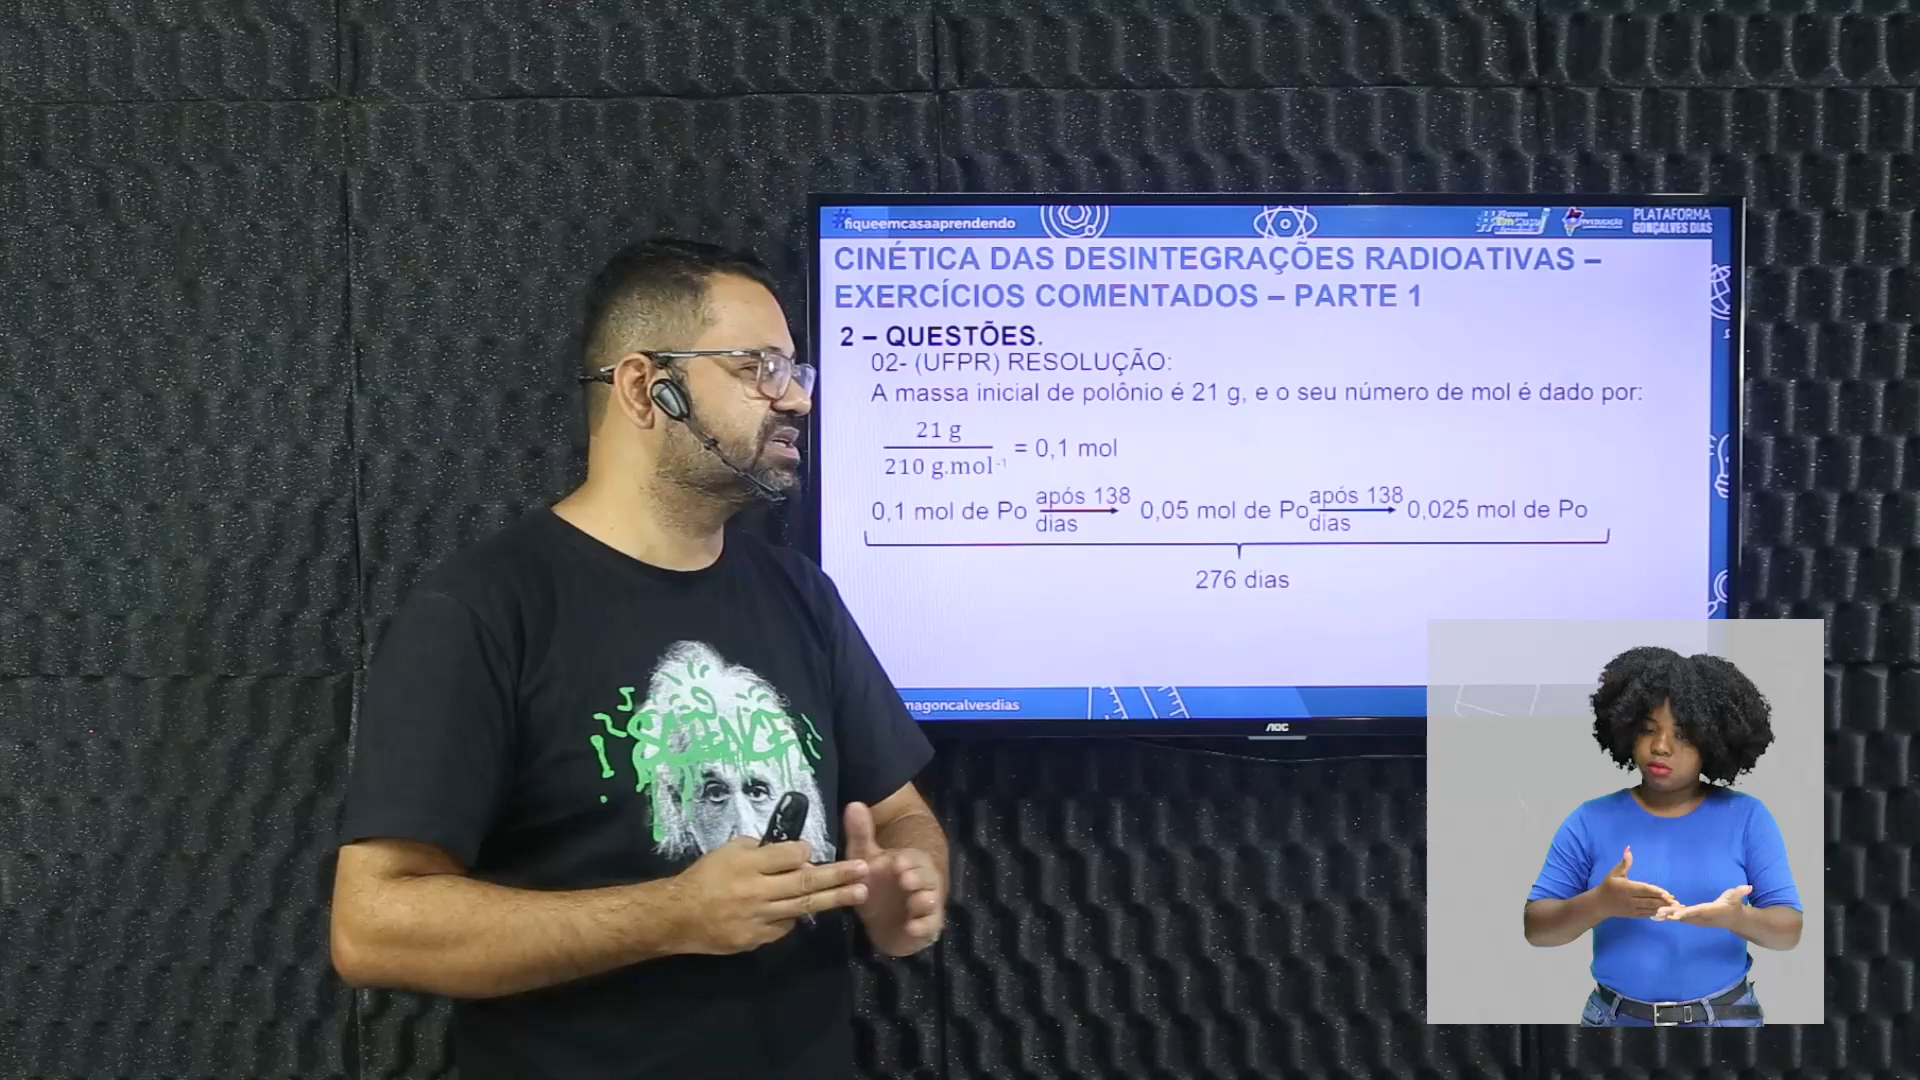 #fiqueemcasaaprendendo
PLATAFORMA
GONÇALVES DIAS
CINÉTICA DAS DESINTEGRAÇÕES RADIOATIVAS –
EXERCÍCIOS COMENTADOS – PARTE 1
2 – QUESTÕES.
02- (UFPR) RESOLUÇÃO:
A massa inicial de polônio é 21 g, e o seu número de mol é dado por:
21 g
210 g.mol⁻¹ = 0,1 mol
0,1 mol de Po após 138 dias 0,05 mol de Po após 138 dias 0,025 mol de Po
276 dias
magoncalvesdias
AOC
SCIENCE